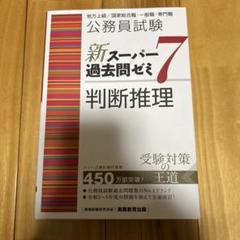 地方上級/国家総合職・一般職・専門職
公務員試験
新スーパー
過去問ゼミ7
判断推理
受験対策
の
王道
450万部突破!
実務教育出版